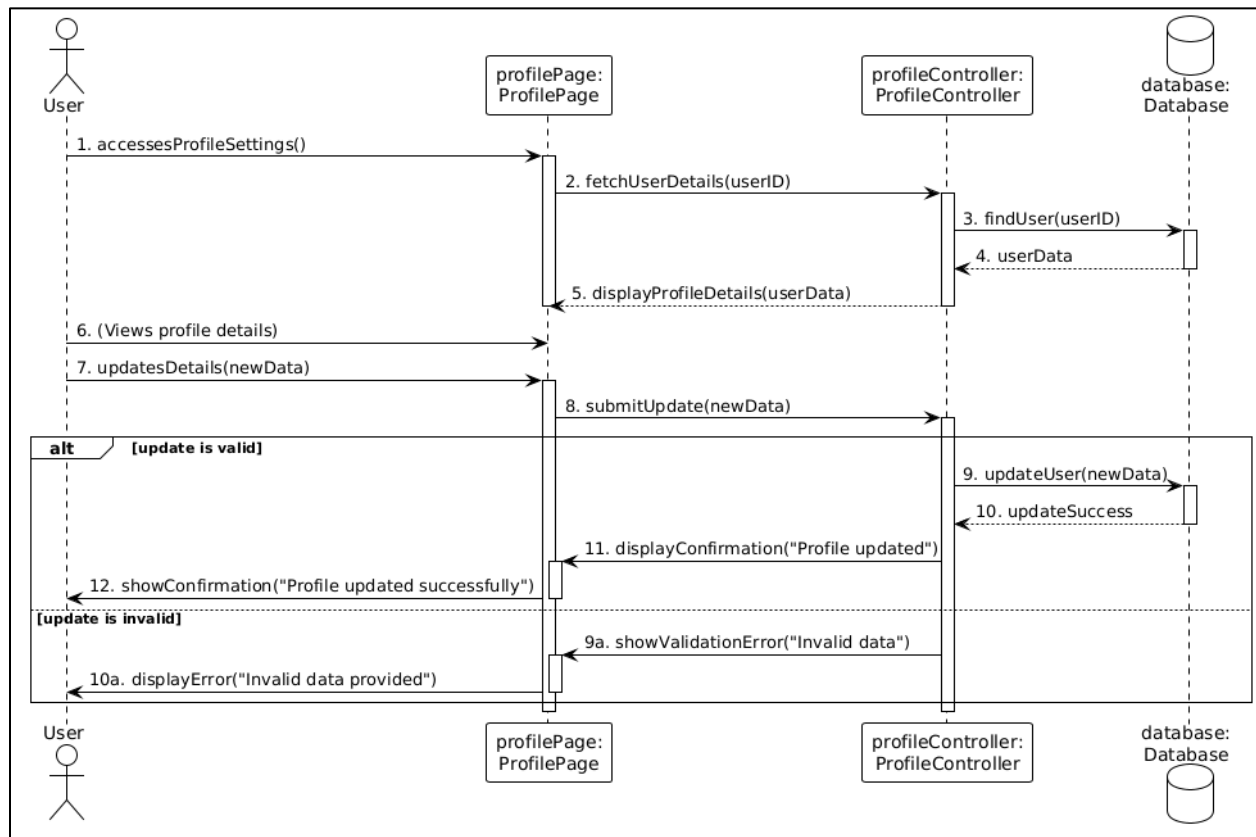 User
profilePage:
ProfilePage
profileController:
ProfileController
database:
Database
1. accessesProfileSettings()
2. fetchUserDetails(userID)
3. findUser(userID)
4. userData
5. displayProfileDetails(userData)
6. (Views profile details)
7. updatesDetails(newData)
8. submitUpdate(newData)
alt [update is valid]
9. updateUser(newData)
10. updateSuccess
11. displayConfirmation("Profile updated")
12. showConfirmation("Profile updated successfully")
[update is invalid]
9a. showValidationError("Invalid data")
10a. displayError("Invalid data provided")
User
profilePage:
ProfilePage
profileController:
ProfileController
database:
Database